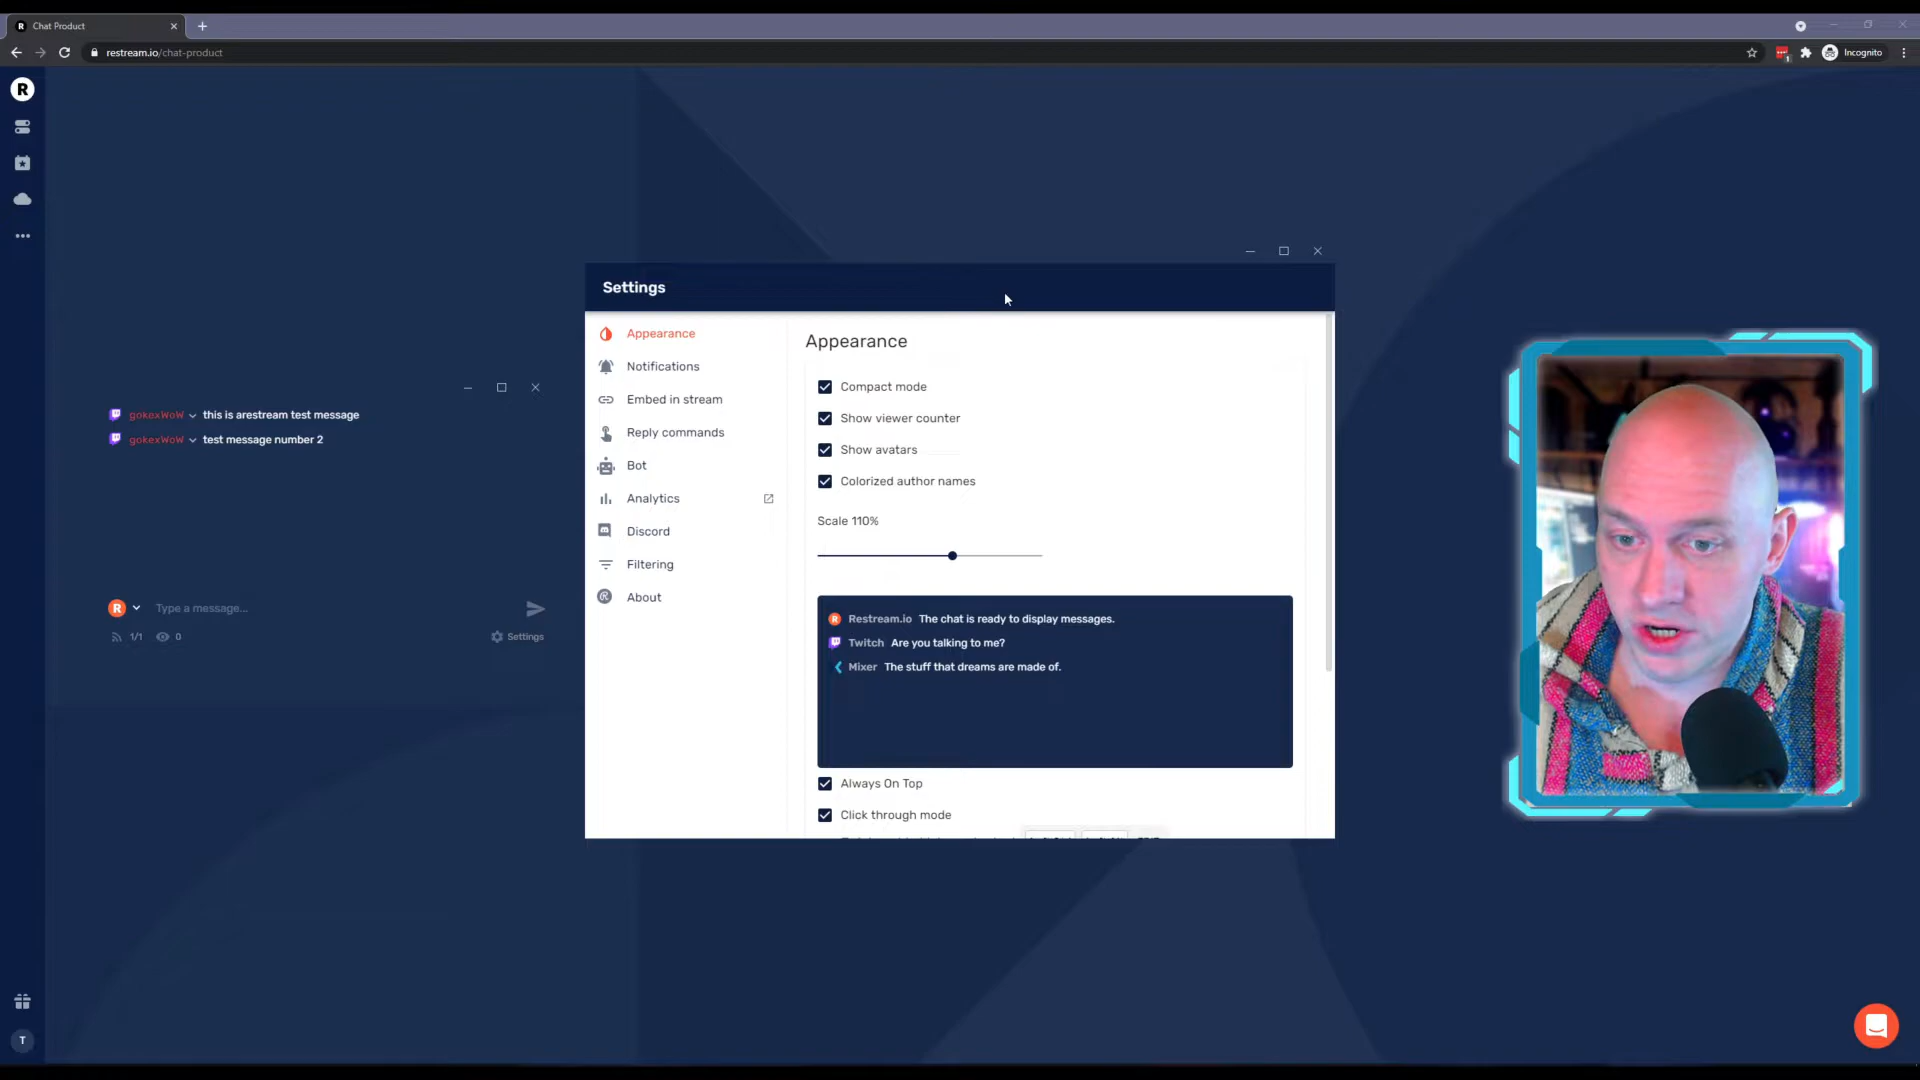 Chat Product
restream.io/chat-product
Incognito
R
Settings
Appearance
Notifications
Embed in stream
Reply commands
Bot
Analytics
Discord
Filtering
About
Appearance
Compact mode
Show viewer counter
Show avatars
Colorized author names
Scale 110%
Restream.io The chat is ready to display messages.
Twitch Are you talking to me?
Mixer The stuff that dreams are made of.
Always On Top
Click through mode
gokexWoW this is arestream test message
gokexWoW test message number 2
R Type a message...
1/1 0 Settings
T